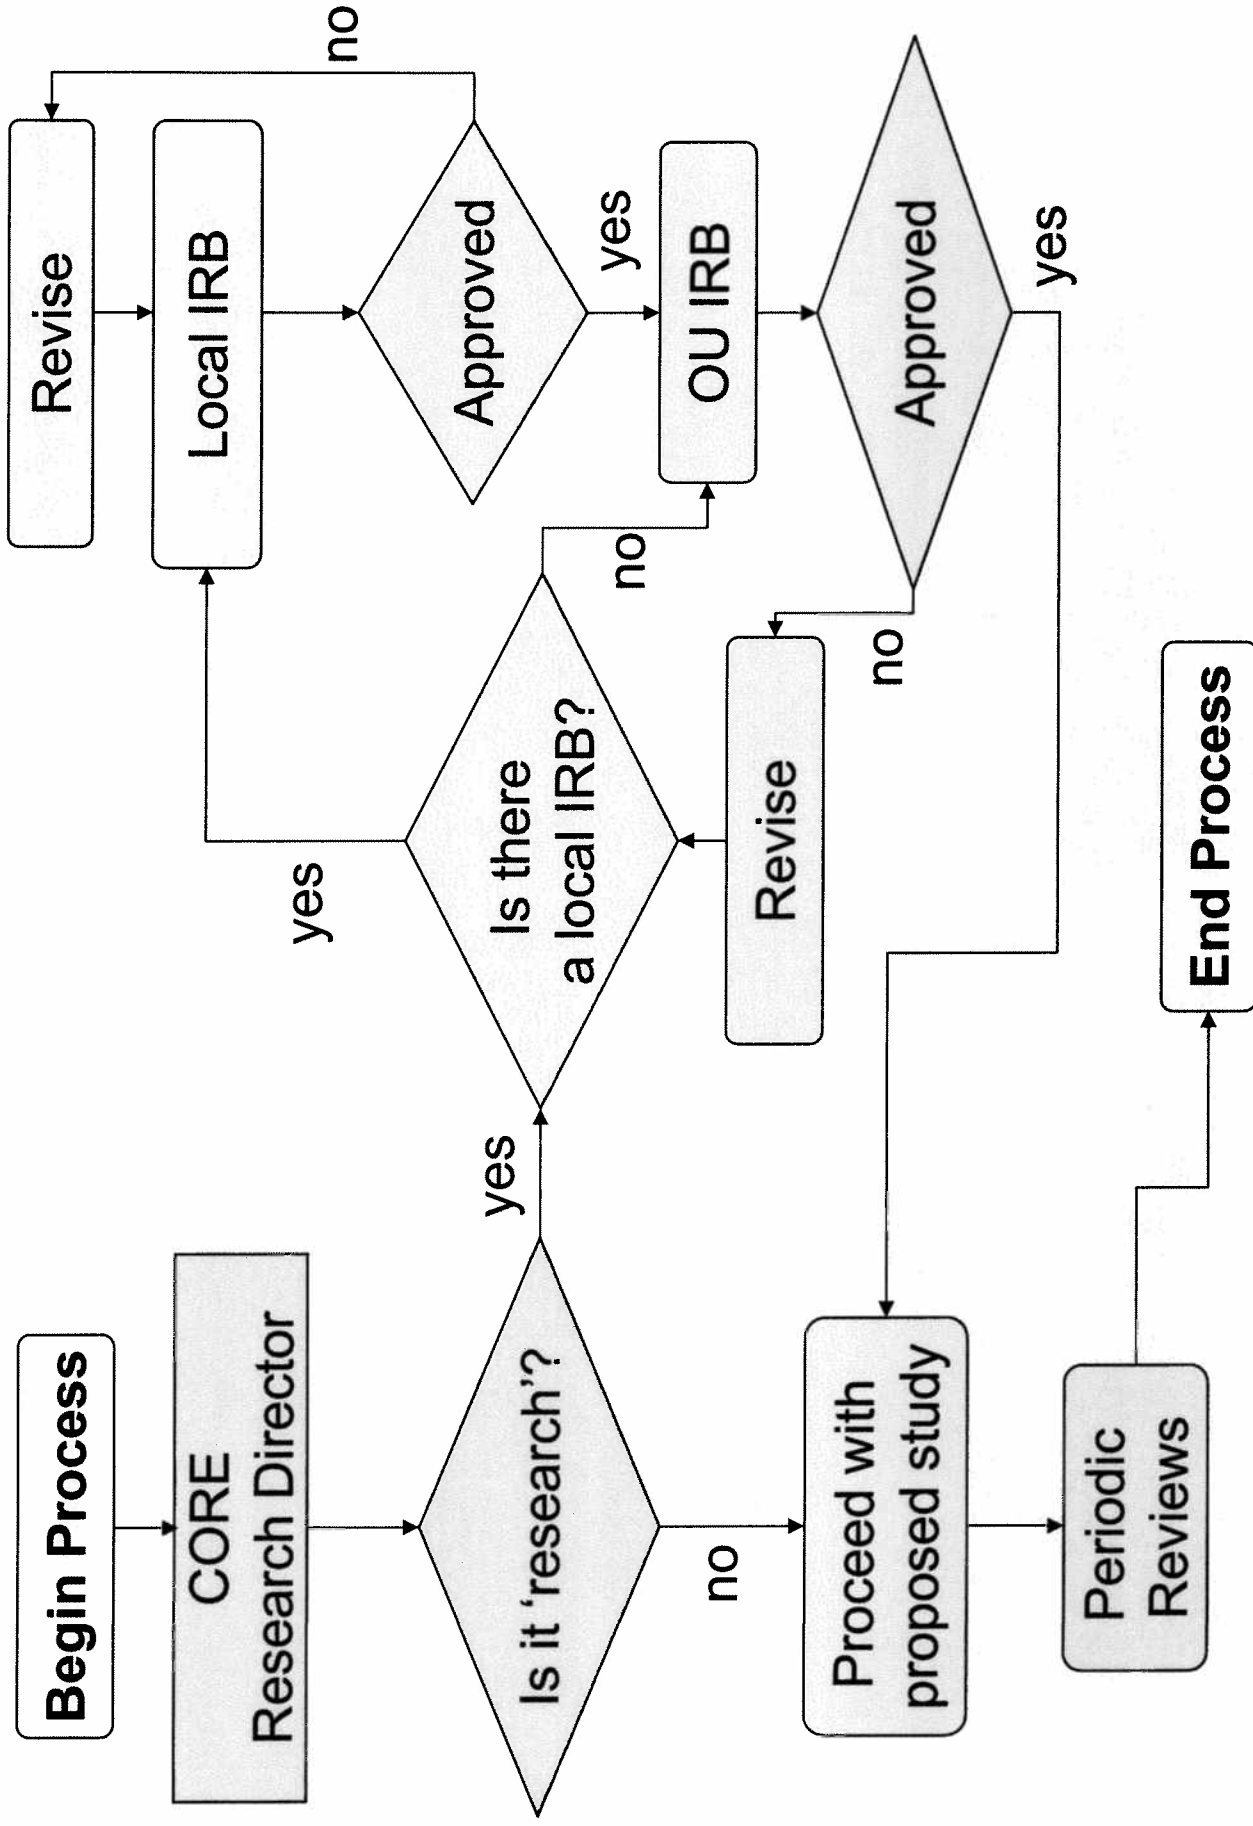 Begin Process
CORE
Research Director
Is it ‘research’?
yes
no
Proceed with
proposed study
Periodic
Reviews
End Process
Is there
a local IRB?
yes
no
Revise
no
Revise
Local IRB
Approved
no
yes
OU IRB
Approved
yes